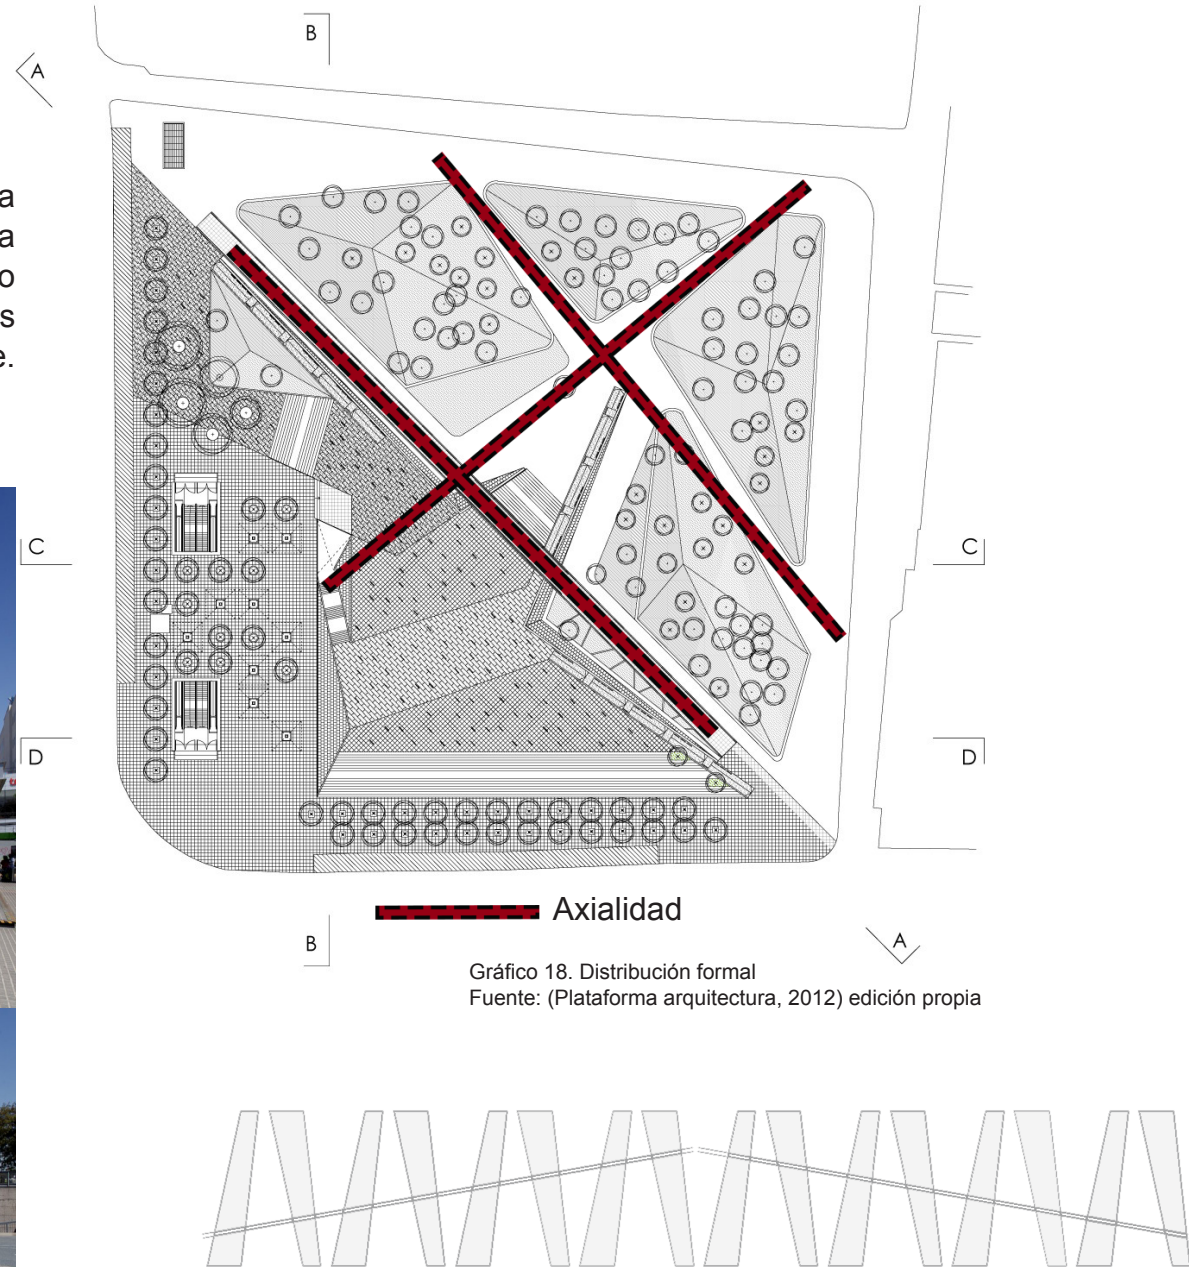 B
A
a
a
o
s
e.
C
C
D
D
Axialidad
B
A
Gráfico 18. Distribución formal
Fuente: (Plataforma arquitectura, 2012) edición propia